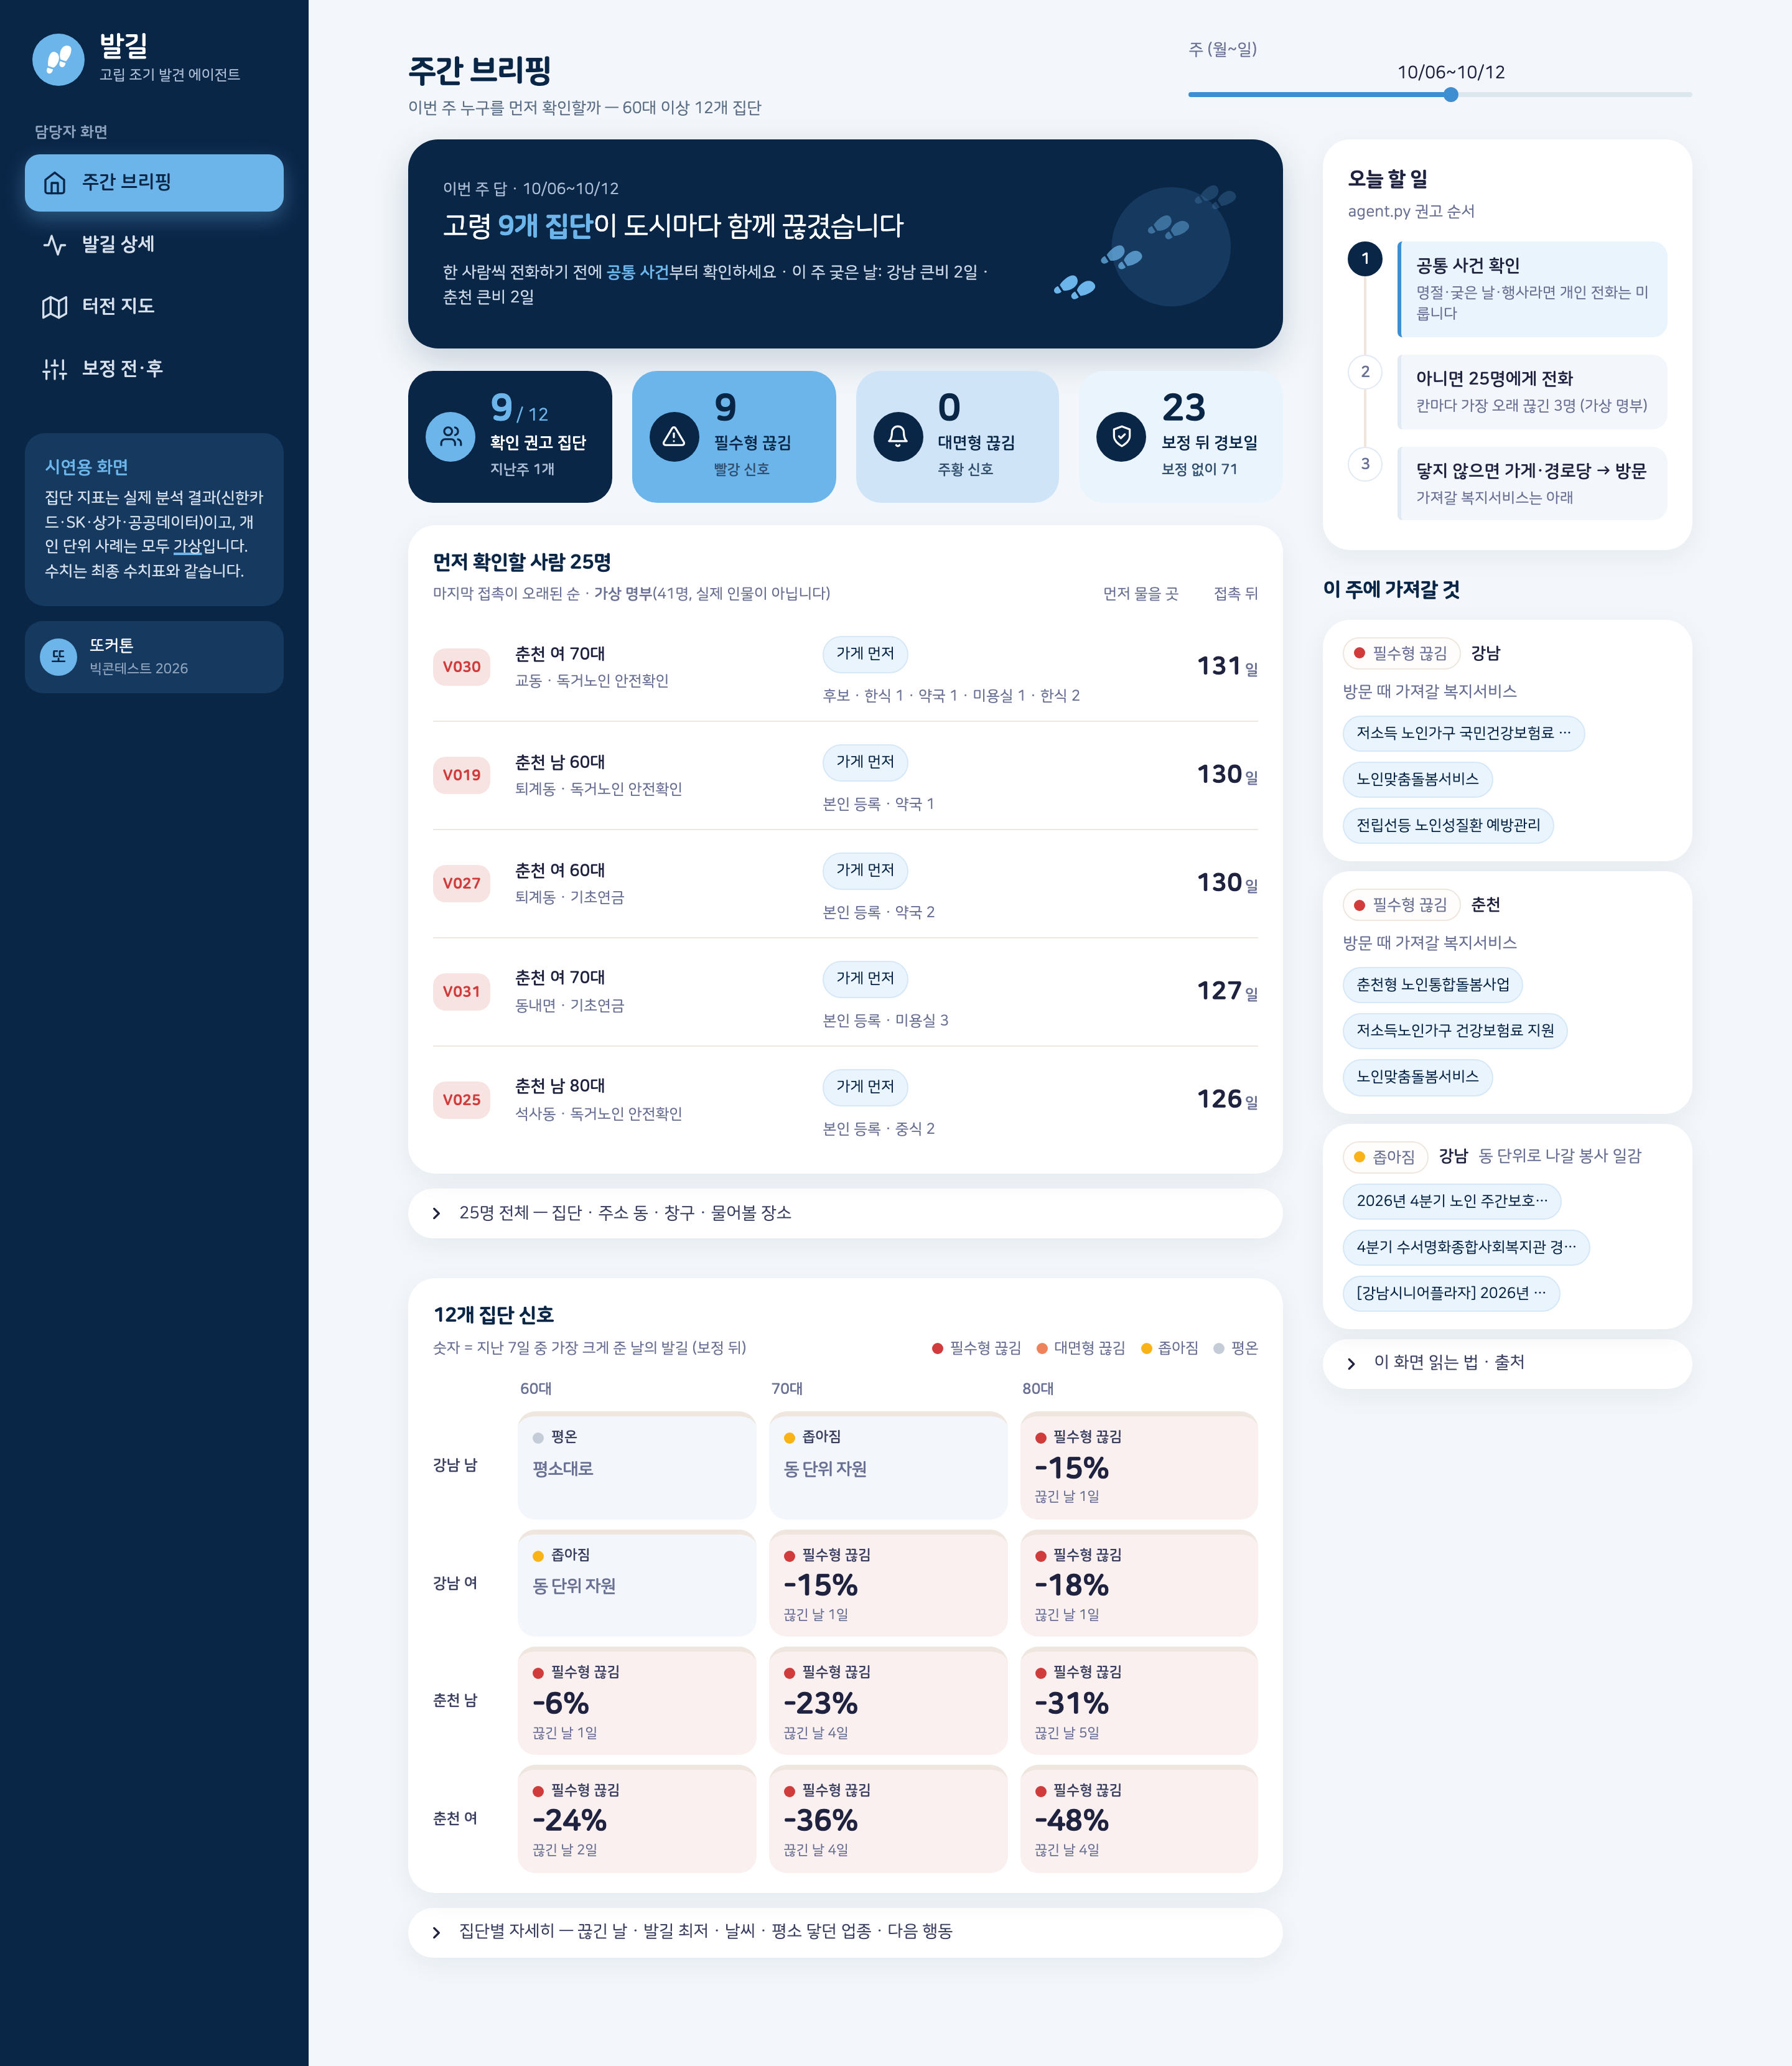 발길
고립 조기 발견 에이전트
담당자 화면
주간 브리핑
발길 상세
터전 지도
보정 전·후
시연용 화면
집단 지표는 실제 분석 결과(신한카
드·SK·상가·공공데이터)이고, 개
인 단위 사례는 모두 가상입니다.
수치는 최종 수치표와 같습니다.
또
또커톤
빅콘테스트 2026
주간 브리핑
이번 주 누구를 먼저 확인할까 — 60대 이상 12개 집단
주 (월~일)
10/06~10/12
이번 주 답 · 10/06~10/12
고령 9개 집단이 도시마다 함께 끊겼습니다
한 사람씩 전화하기 전에 공통 사건부터 확인하세요 · 이 주 궂은 날: 강남 큰비 2일 ·
춘천 큰비 2일
9 / 12
확인 권고 집단
지난주 1개
9
필수형 끊김
빨강 신호
0
대면형 끊김
주황 신호
23
보정 뒤 경보일
보정 없이 71
먼저 확인할 사람 25명
마지막 접촉이 오래된 순 · 가상 명부(41명, 실제 인물이 아닙니다)
먼저 물을 곳
접촉 뒤
V030
춘천 여 70대
교동 · 독거노인 안전확인
가게 먼저
후보 · 한식 1 · 약국 1 · 미용실 1 · 한식 2
131일
V019
춘천 남 60대
퇴계동 · 독거노인 안전확인
가게 먼저
본인 등록 · 약국 1
130일
V027
춘천 여 60대
퇴계동 · 기초연금
가게 먼저
본인 등록 · 약국 2
130일
V031
춘천 여 70대
동내면 · 기초연금
가게 먼저
본인 등록 · 미용실 3
127일
V025
춘천 남 80대
석사동 · 독거노인 안전확인
가게 먼저
본인 등록 · 중식 2
126일
25명 전체 — 집단 · 주소 동 · 창구 · 물어볼 장소
12개 집단 신호
숫자 = 지난 7일 중 가장 크게 준 날의 발길 (보정 뒤)
필수형 끊김
대면형 끊김
좁아짐
평온
60대
70대
80대
강남 남
평온
평소대로
좁아짐
동 단위 자원
필수형 끊김
-15%
끊긴 날 1일
강남 여
좁아짐
동 단위 자원
필수형 끊김
-15%
끊긴 날 1일
필수형 끊김
-18%
끊긴 날 1일
춘천 남
필수형 끊김
-6%
끊긴 날 1일
필수형 끊김
-23%
끊긴 날 4일
필수형 끊김
-31%
끊긴 날 5일
춘천 여
필수형 끊김
-24%
끊긴 날 2일
필수형 끊김
-36%
끊긴 날 4일
필수형 끊김
-48%
끊긴 날 4일
집단별 자세히 — 끊긴 날 · 발길 최저 · 날씨 · 평소 닿던 업종 · 다음 행동
오늘 할 일
agent.py 권고 순서
1
공통 사건 확인
명절·궂은 날·행사라면 개인 전화는 미
룹니다
2
아니면 25명에게 전화
칸마다 가장 오래 끊긴 3명 (가상 명부)
3
닿지 않으면 가게·경로당 → 방문
가져갈 복지서비스는 아래
이 주에 가져갈 것
필수형 끊김 강남
방문 때 가져갈 복지서비스
저소득 노인가구 국민건강보험료 …
노인맞춤돌봄서비스
전립선등 노인성질환 예방관리
필수형 끊김 춘천
방문 때 가져갈 복지서비스
춘천형 노인통합돌봄사업
저소득노인가구 건강보험료 지원
노인맞춤돌봄서비스
좁아짐 강남 동 단위로 나갈 봉사 일감
2026년 4분기 노인 주간보호…
4분기 수서명화종합사회복지관 경…
[강남시니어플라자] 2026년 …
이 화면 읽는 법 · 출처